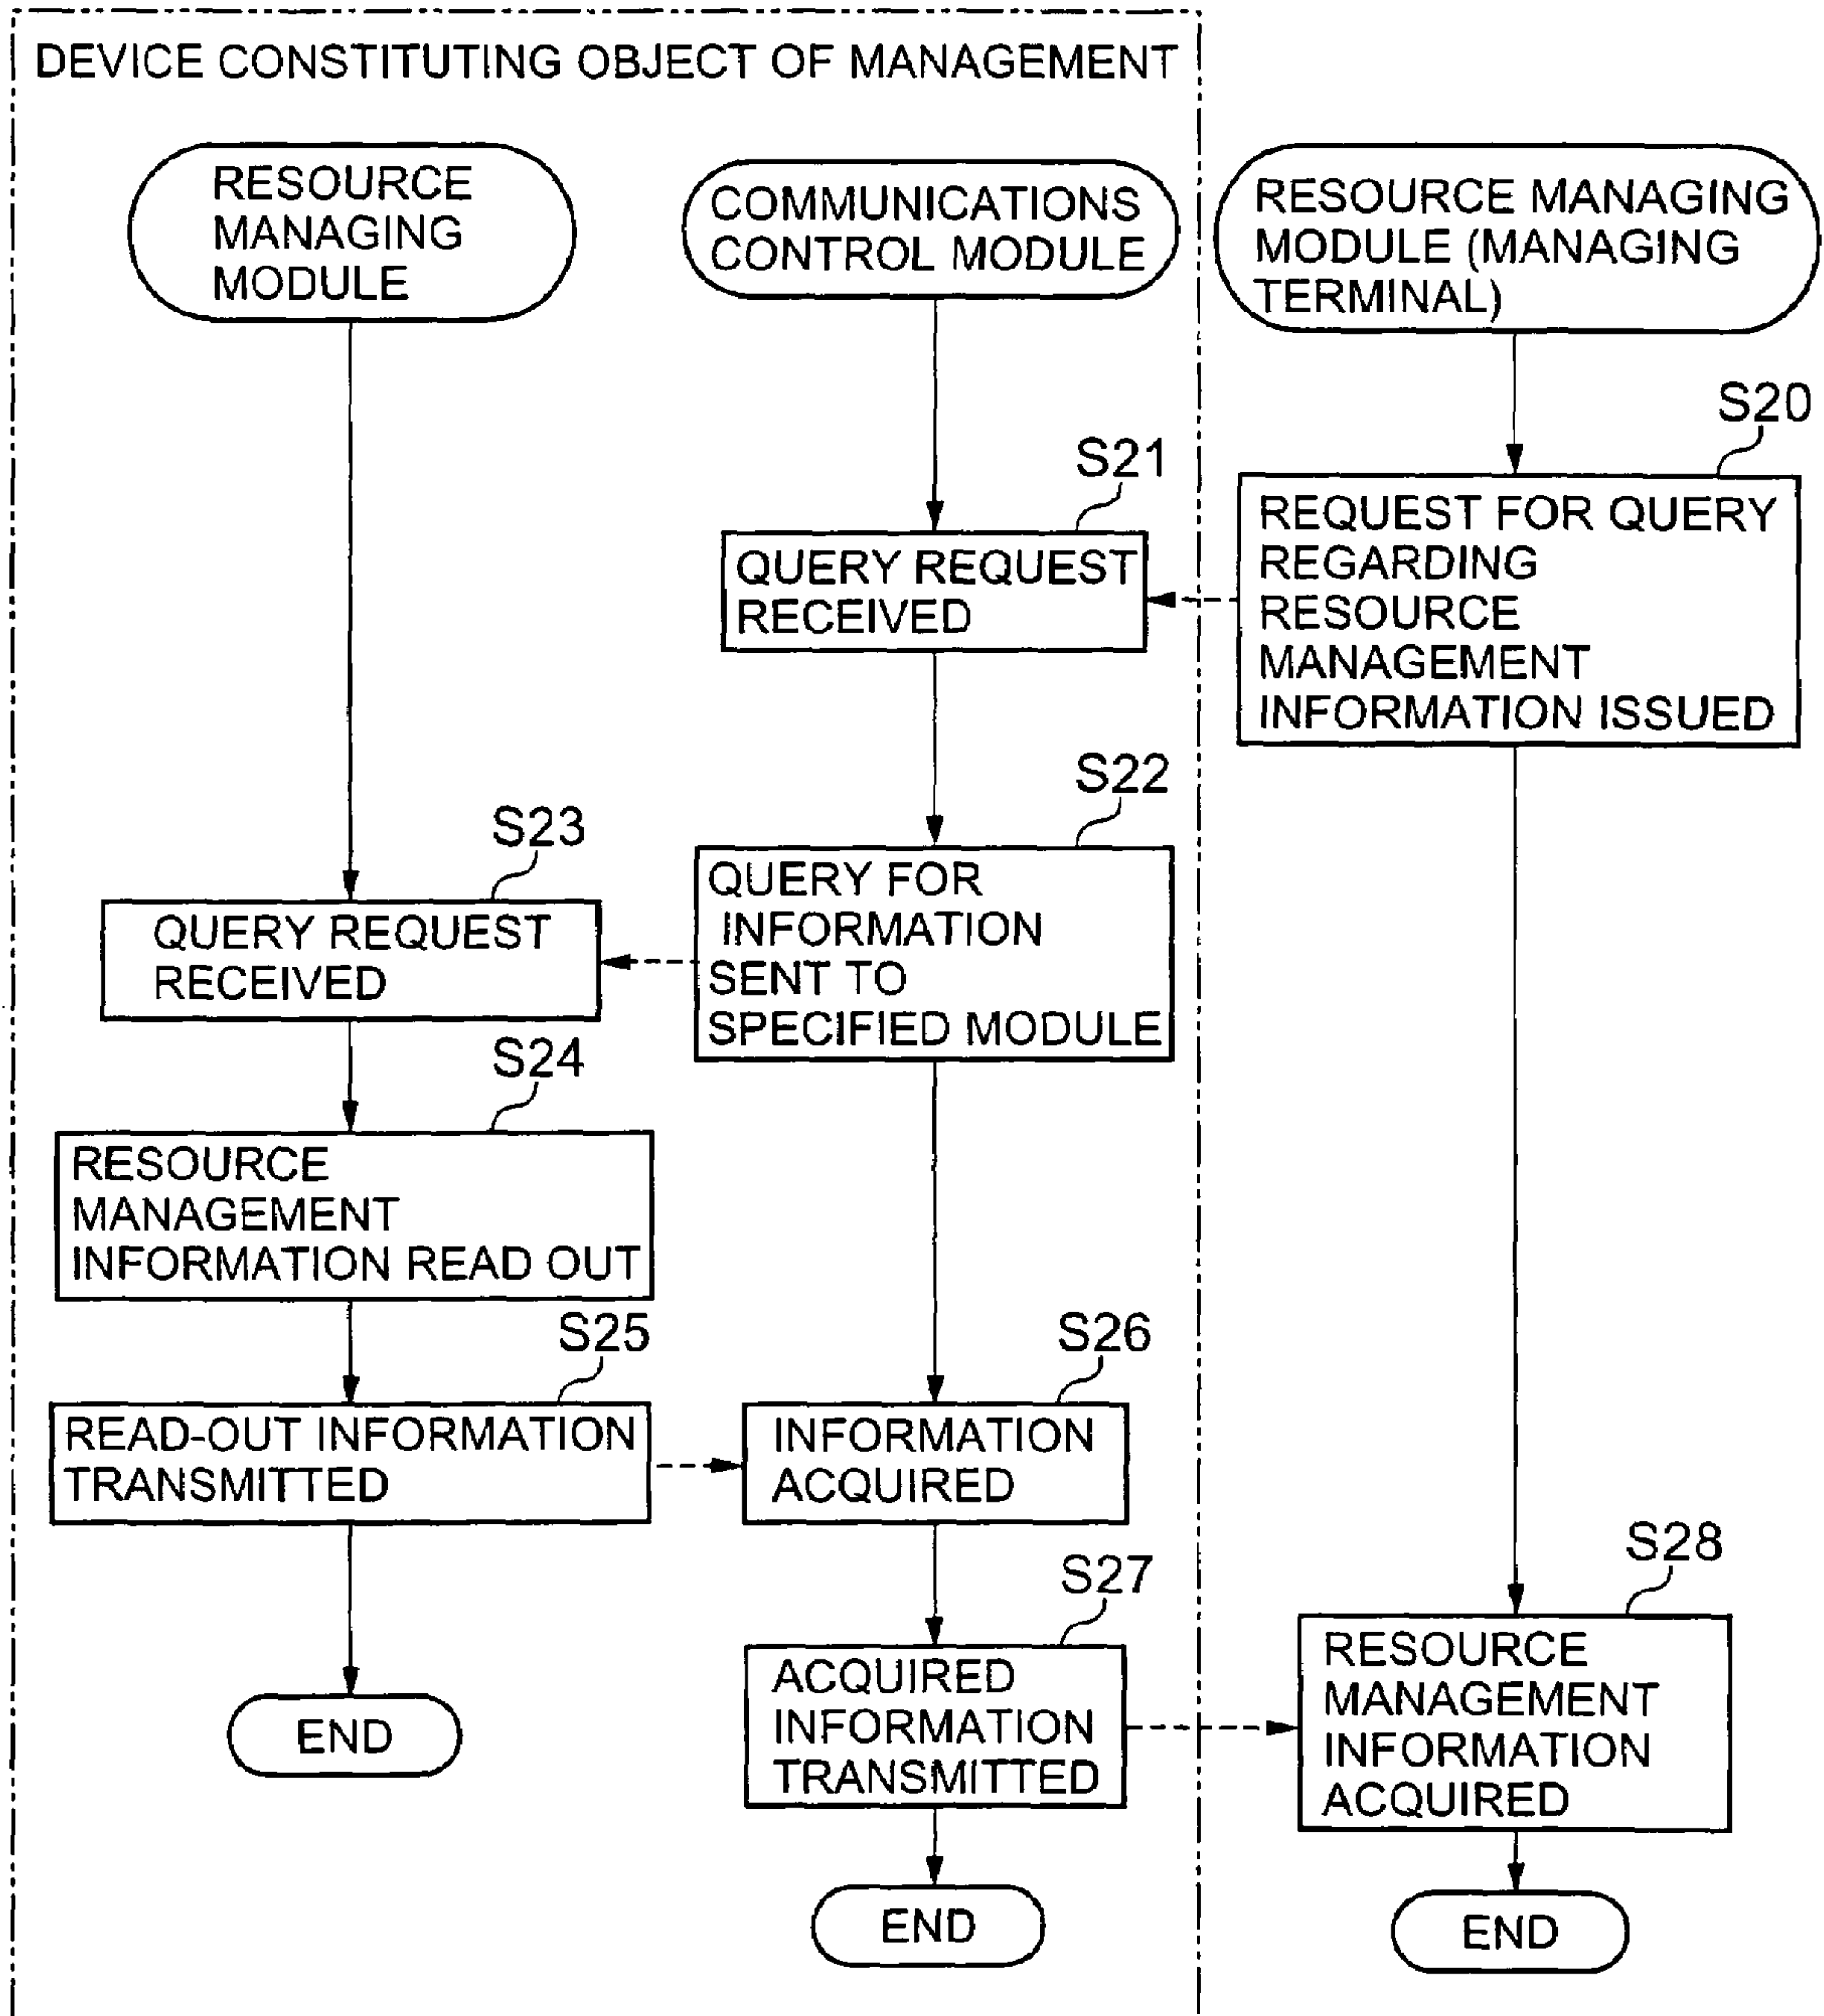 DEVICE CONSTITUTING OBJECT OF MANAGEMENT
RESOURCE
MANAGING
MODULE
COMMUNICATIONS
CONTROL MODULE
RESOURCE MANAGING
MODULE (MANAGING
TERMINAL)
S20
REQUEST FOR QUERY
REGARDING
RESOURCE
MANAGEMENT
INFORMATION ISSUED
S21
QUERY REQUEST
RECEIVED
S22
QUERY FOR
INFORMATION
SENT TO
SPECIFIED MODULE
S23
QUERY REQUEST
RECEIVED
S24
RESOURCE
MANAGEMENT
INFORMATION READ OUT
S25
READ-OUT INFORMATION
TRANSMITTED
S26
INFORMATION
ACQUIRED
S27
ACQUIRED
INFORMATION
TRANSMITTED
S28
RESOURCE
MANAGEMENT
INFORMATION
ACQUIRED
END
END
END